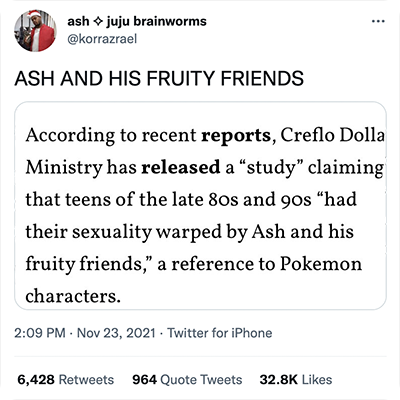 ash ✧ juju brainworms
@korrazrael
ASH AND HIS FRUITY FRIENDS
According to recent reports, Creflo Dolla
Ministry has released a “study” claiming
that teens of the late 80s and 90s “had
their sexuality warped by Ash and his
fruity friends,” a reference to Pokemon
characters.
2:09 PM · Nov 23, 2021 · Twitter for iPhone
6,428 Retweets 964 Quote Tweets 32.8K Likes